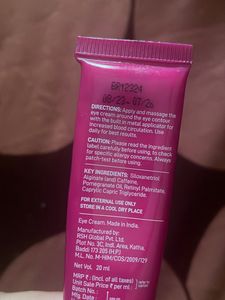 BR12324
08/23 - 07/26
DIRECTIONS: Apply and massage the
eye cream around the eye contour
with the built in metal applicator for
increased blood circulation. Use
daily for best results.
CAUTION: Please read the ingredient
label carefully before using, to check
for specific allergy concerns. Always
patch-test before using.
KEY INGREDIENTS: Siloxanetriol
Alginate (and) Caffeine,
Pomegranate Oil, Retinyl Palmitate,
Caprylic Capric Triglyceride.
FOR EXTERNAL USE ONLY
STORE IN A COOL DRY PLACE
Eye Cream. Made in India.
Manufactured by:
RSH Global Pvt. Ltd.
Plot No. 3C, Ind. Area, Katha,
Baddi 173 205 (H.P)
M.L. No. M-HIM/COS/2009/129
Net Vol. 20 ml
MRP ₹ : (Incl. of all taxes)
Unit Sale Price ₹ per ml
Batch No.
Mfg. Date